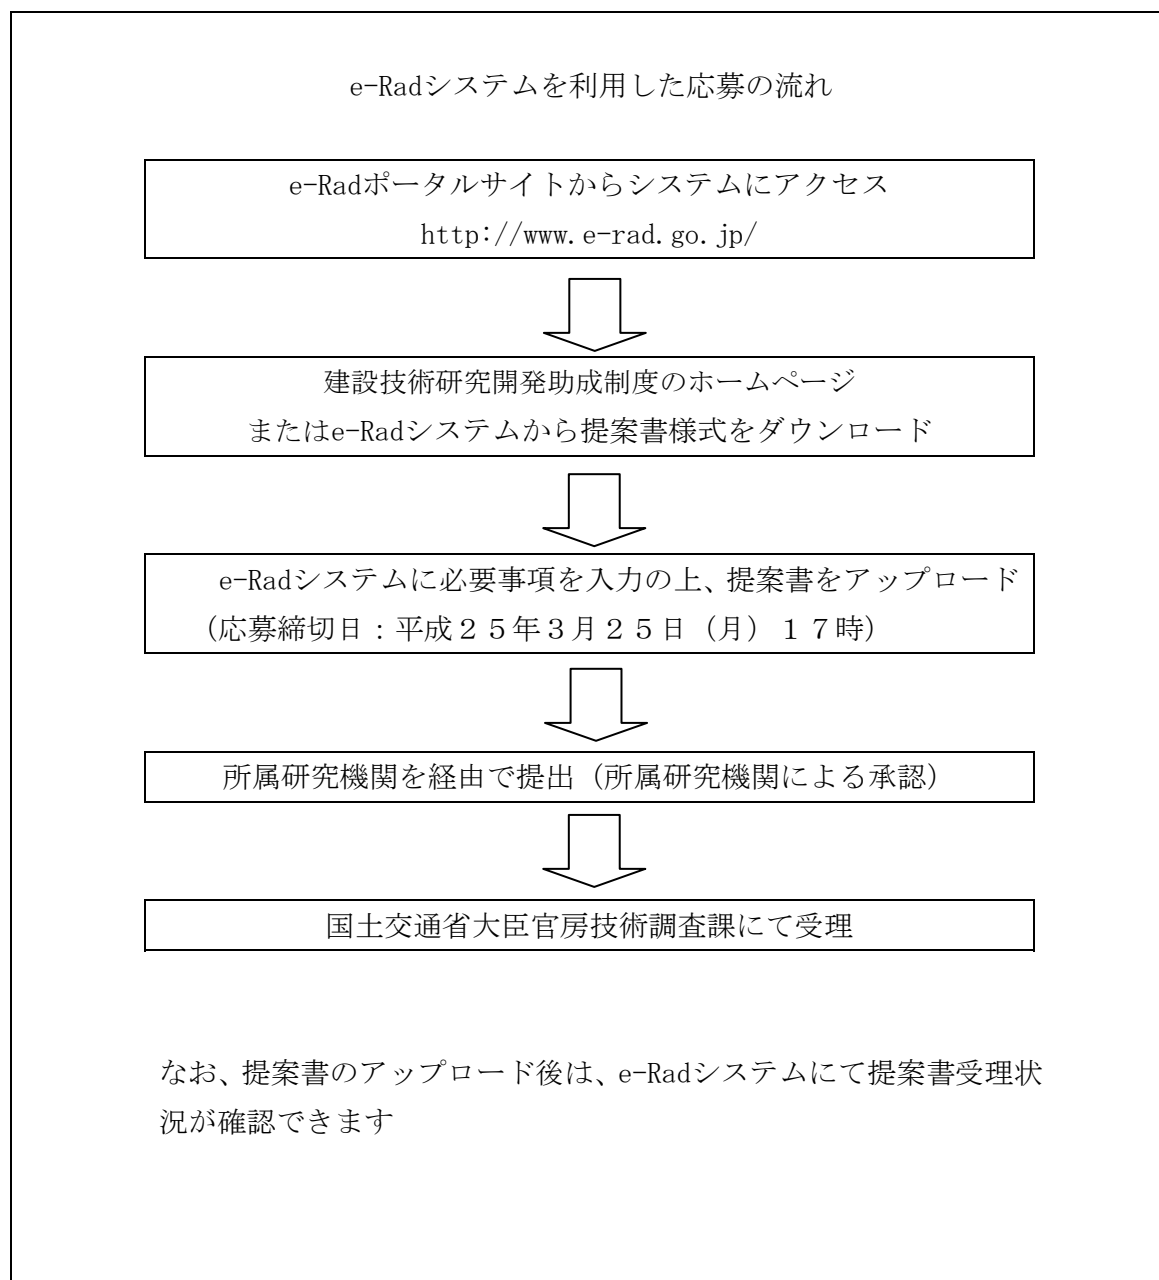 e-Radシステムを利用した応募の流れ
e-Radポータルサイトからシステムにアクセス
http://www.e-rad.go.jp/
建設技術研究開発助成制度のホームページ
またはe-Radシステムから提案書様式をダウンロード
e-Radシステムに必要事項を入力の上、提案書をアップロード
（応募締切日：平成２５年３月２５日（月）１７時）
所属研究機関を経由で提出（所属研究機関による承認）
国土交通省大臣官房技術調査課にて受理
なお、提案書のアップロード後は、e-Radシステムにて提案書受理状
況が確認できます